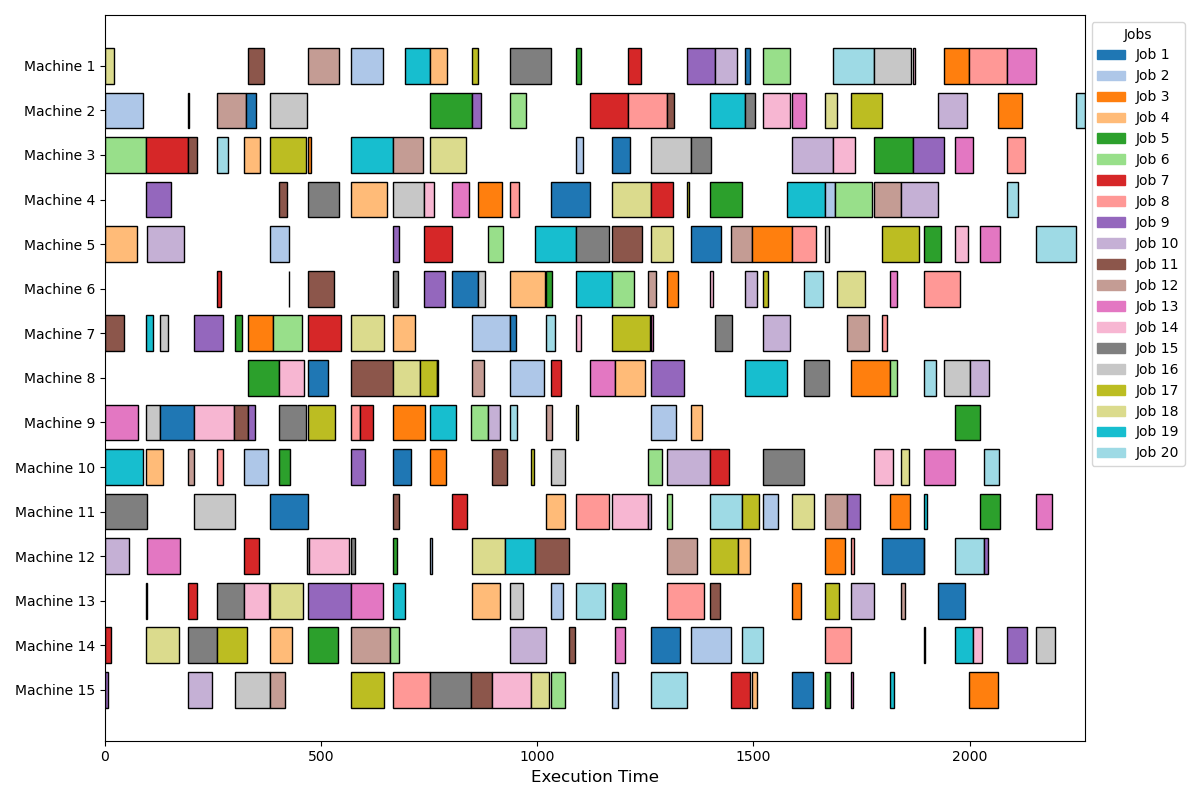 Machine 1
Machine 2
Machine 3
Machine 4
Machine 5
Machine 6
Machine 7
Machine 8
Machine 9
Machine 10
Machine 11
Machine 12
Machine 13
Machine 14
Machine 15
0 500 1000 1500 2000
Execution Time
Jobs
Job 1
Job 2
Job 3
Job 4
Job 5
Job 6
Job 7
Job 8
Job 9
Job 10
Job 11
Job 12
Job 13
Job 14
Job 15
Job 16
Job 17
Job 18
Job 19
Job 20